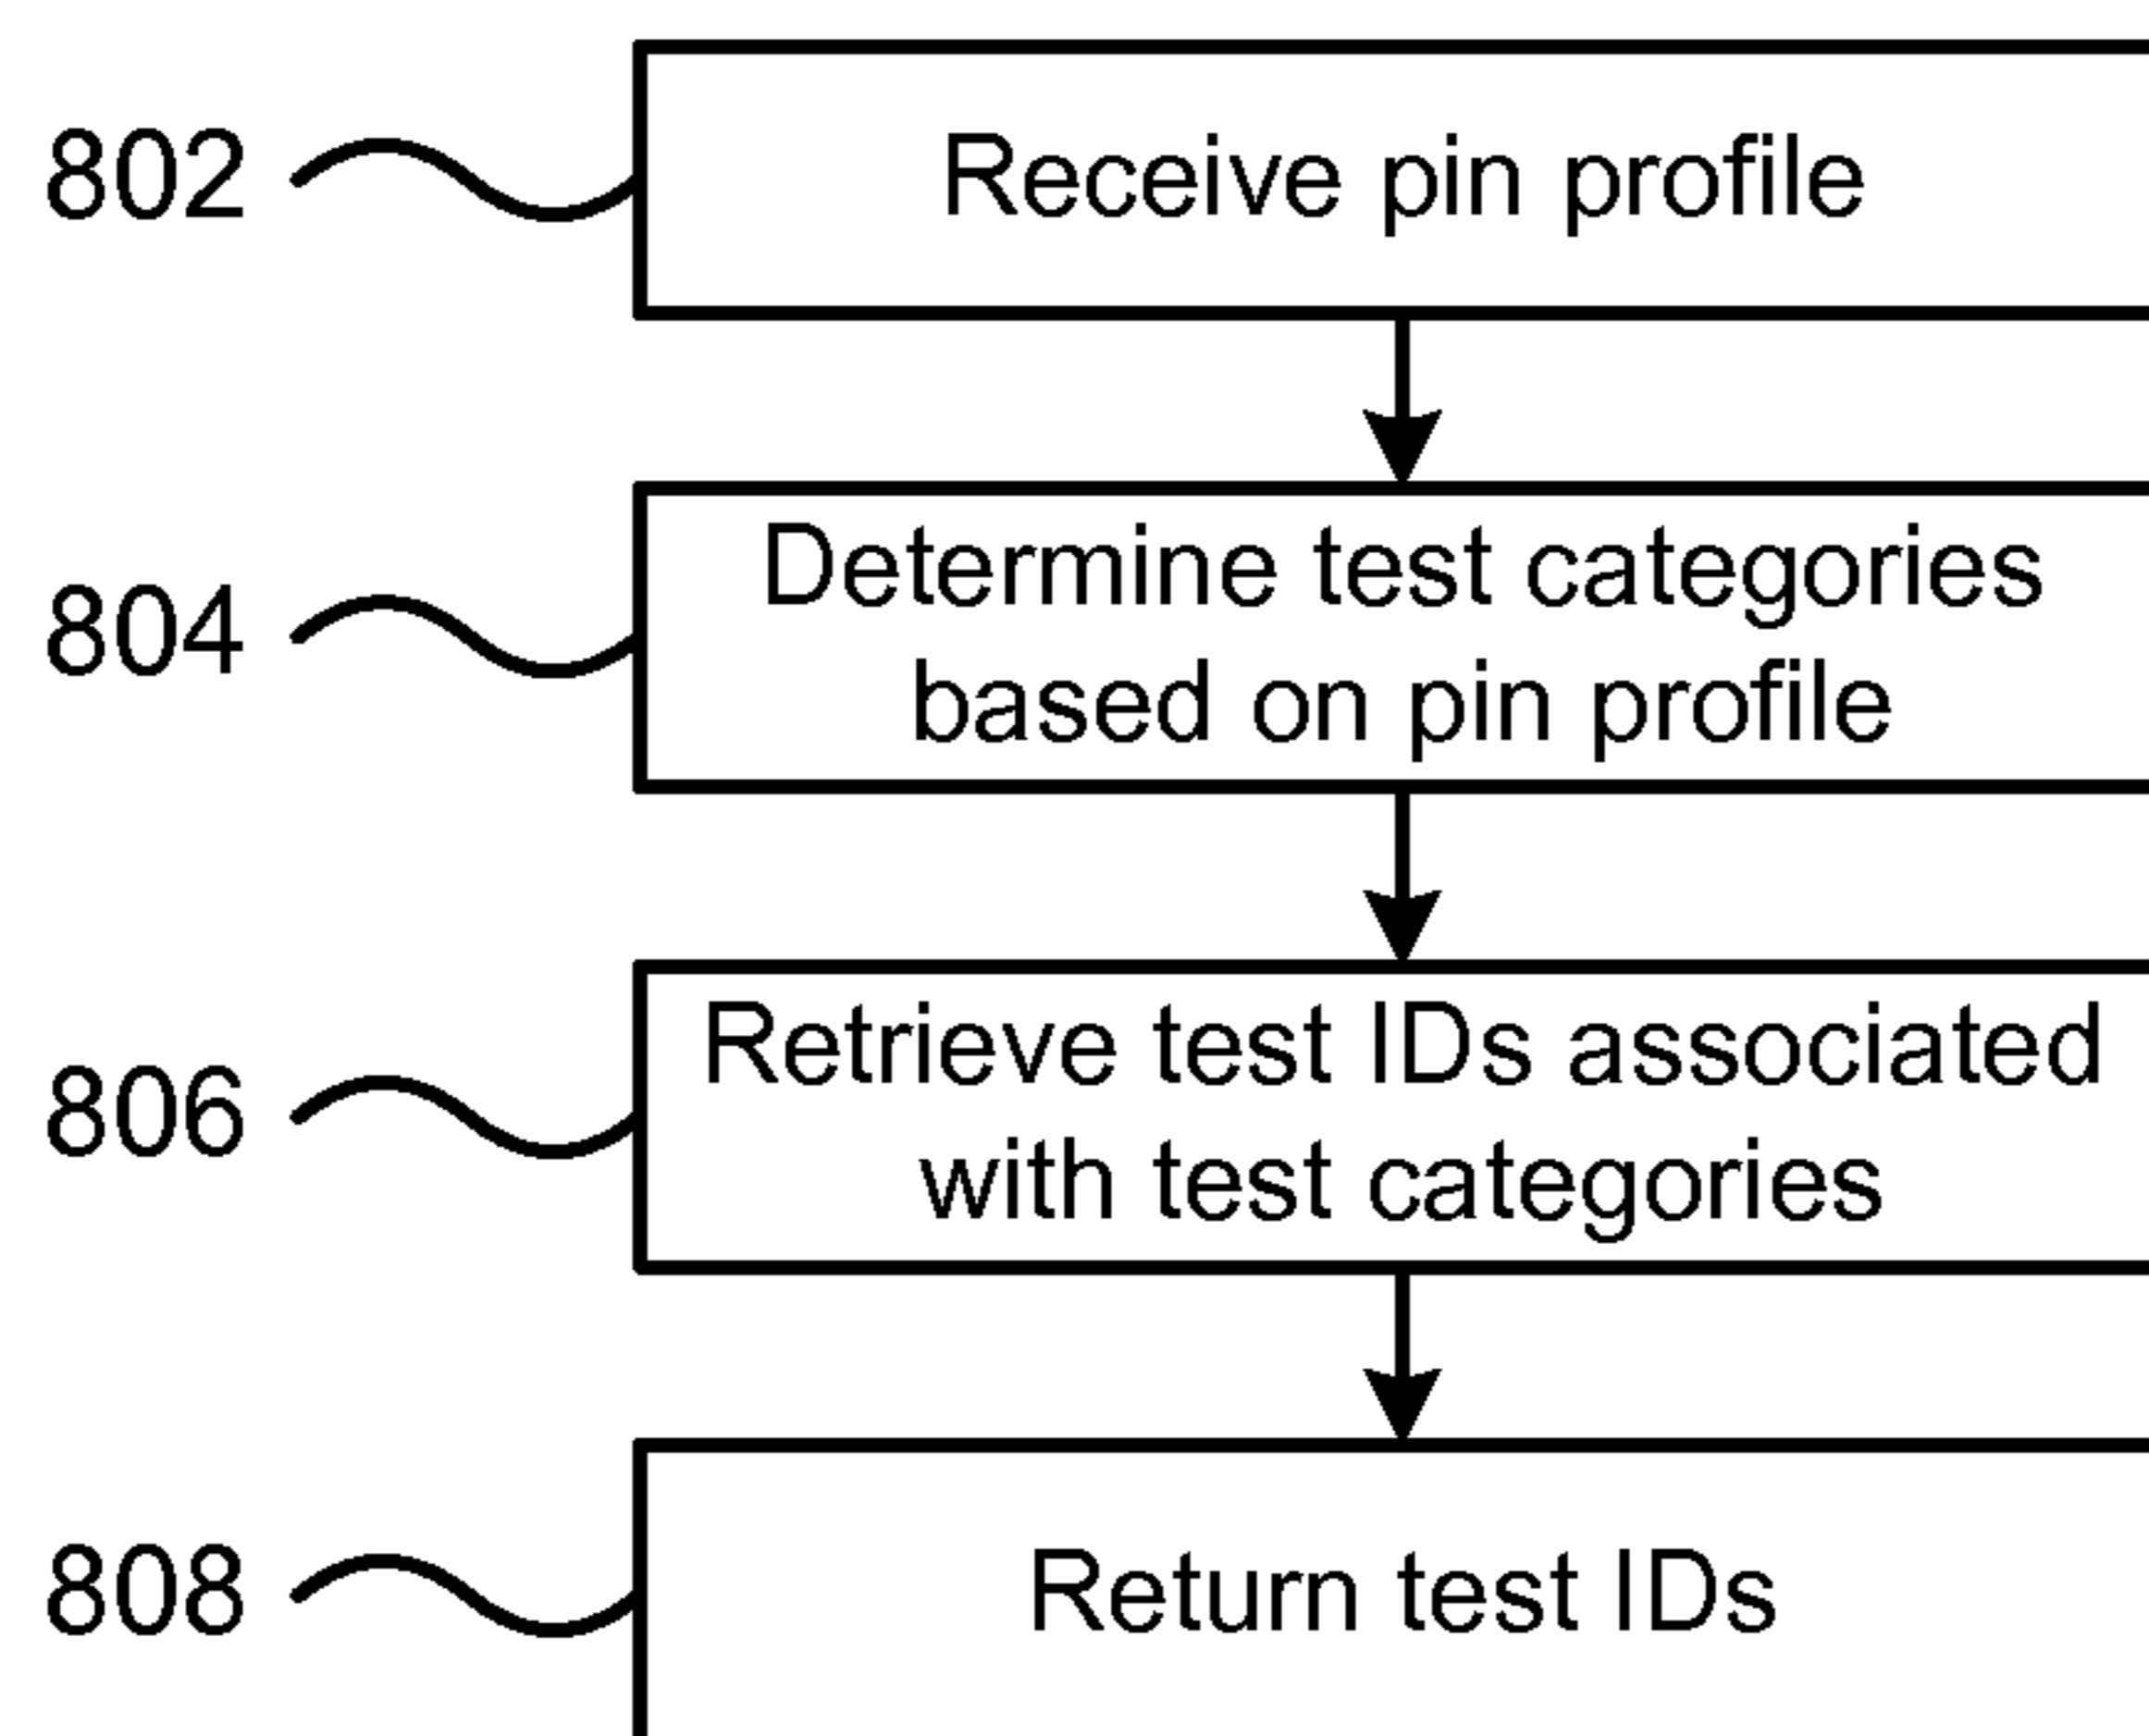 802
Receive pin profile
804
Determine test categories
based on pin profile
806
Retrieve test IDs associated
with test categories
808
Return test IDs